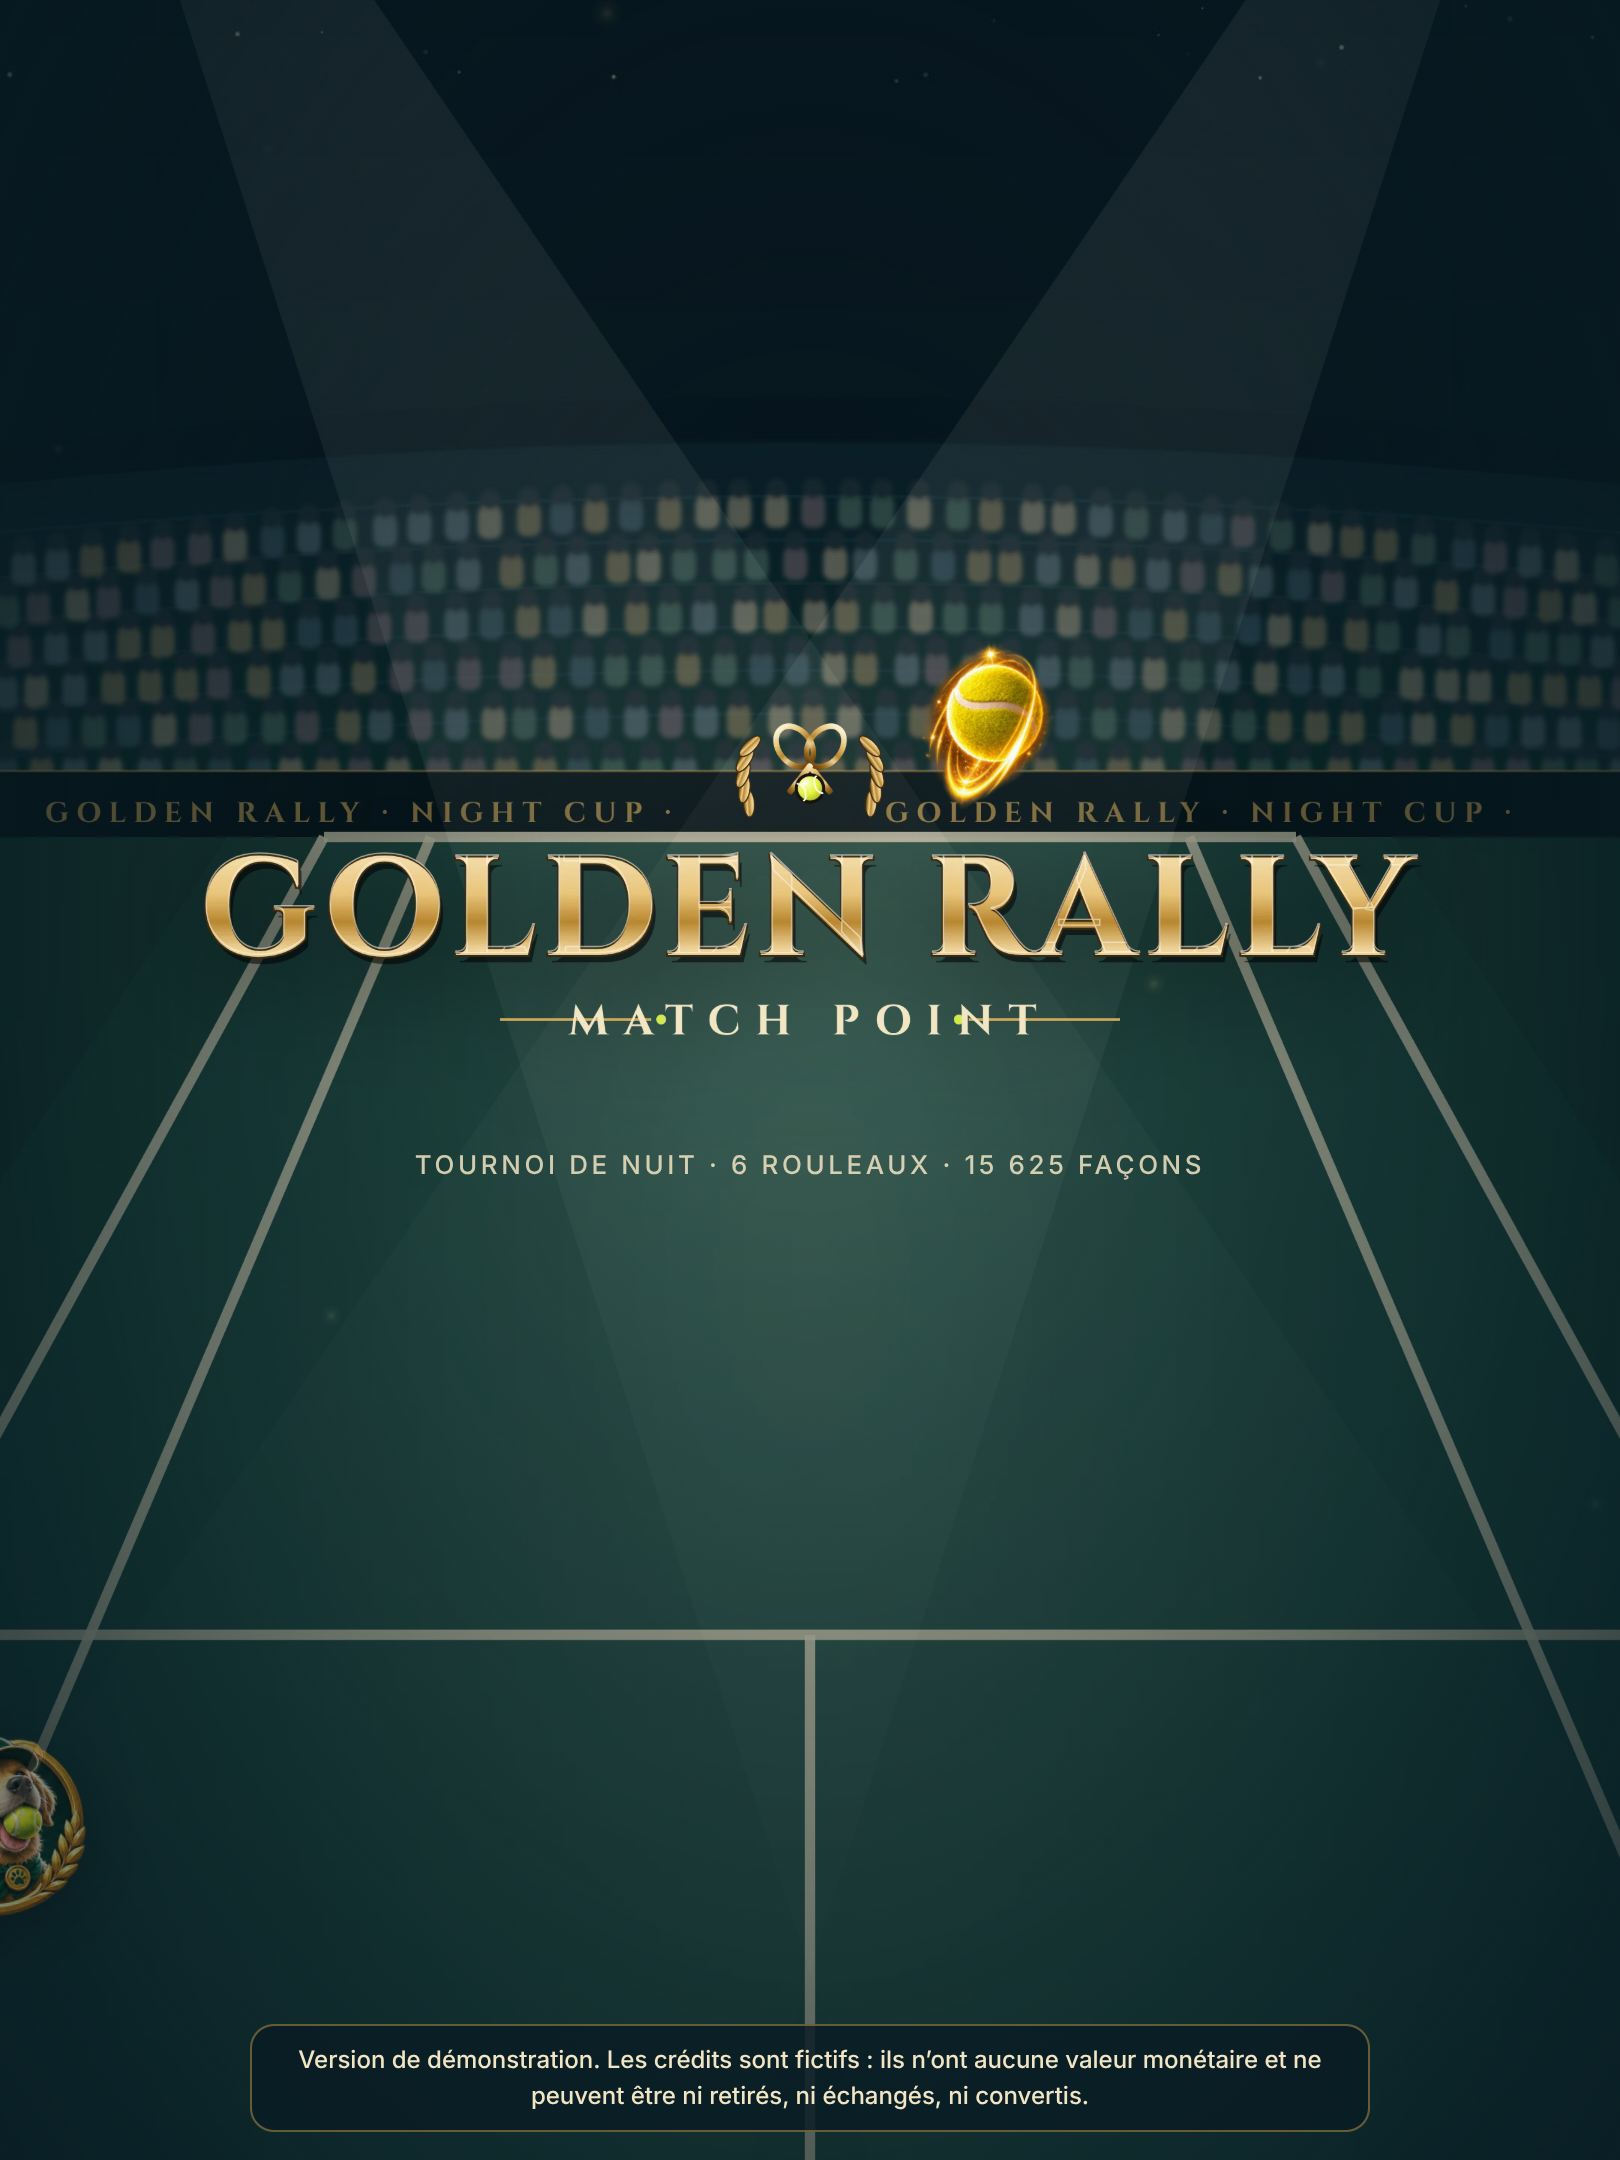 GOLDEN RALLY · NIGHT CUP · GOLDEN RALLY · NIGHT CUP ·
GOLDEN RALLY
MATCH POINT
TOURNOI DE NUIT · 6 ROULEAUX · 15 625 FAÇONS
Version de démonstration. Les crédits sont fictifs : ils n’ont aucune valeur monétaire et ne
peuvent être ni retirés, ni échangés, ni convertis.